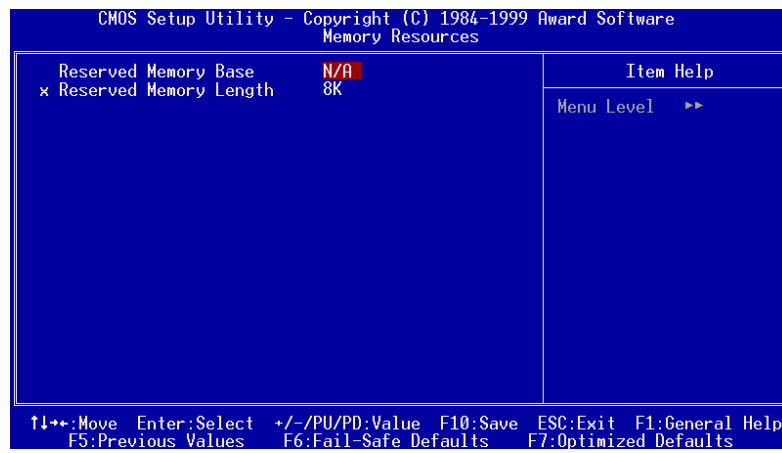 CMOS Setup Utility - Copyright (C) 1984-1999 Award Software
Memory Resources
Reserved Memory Base N/A
x Reserved Memory Length 8K
Item Help
Menu Level ►►
↑↓→←:Move Enter:Select +/-/PU/PD:Value F10:Save ESC:Exit F1:General Help
F5:Previous Values F6:Fail-Safe Defaults F7:Optimized Defaults